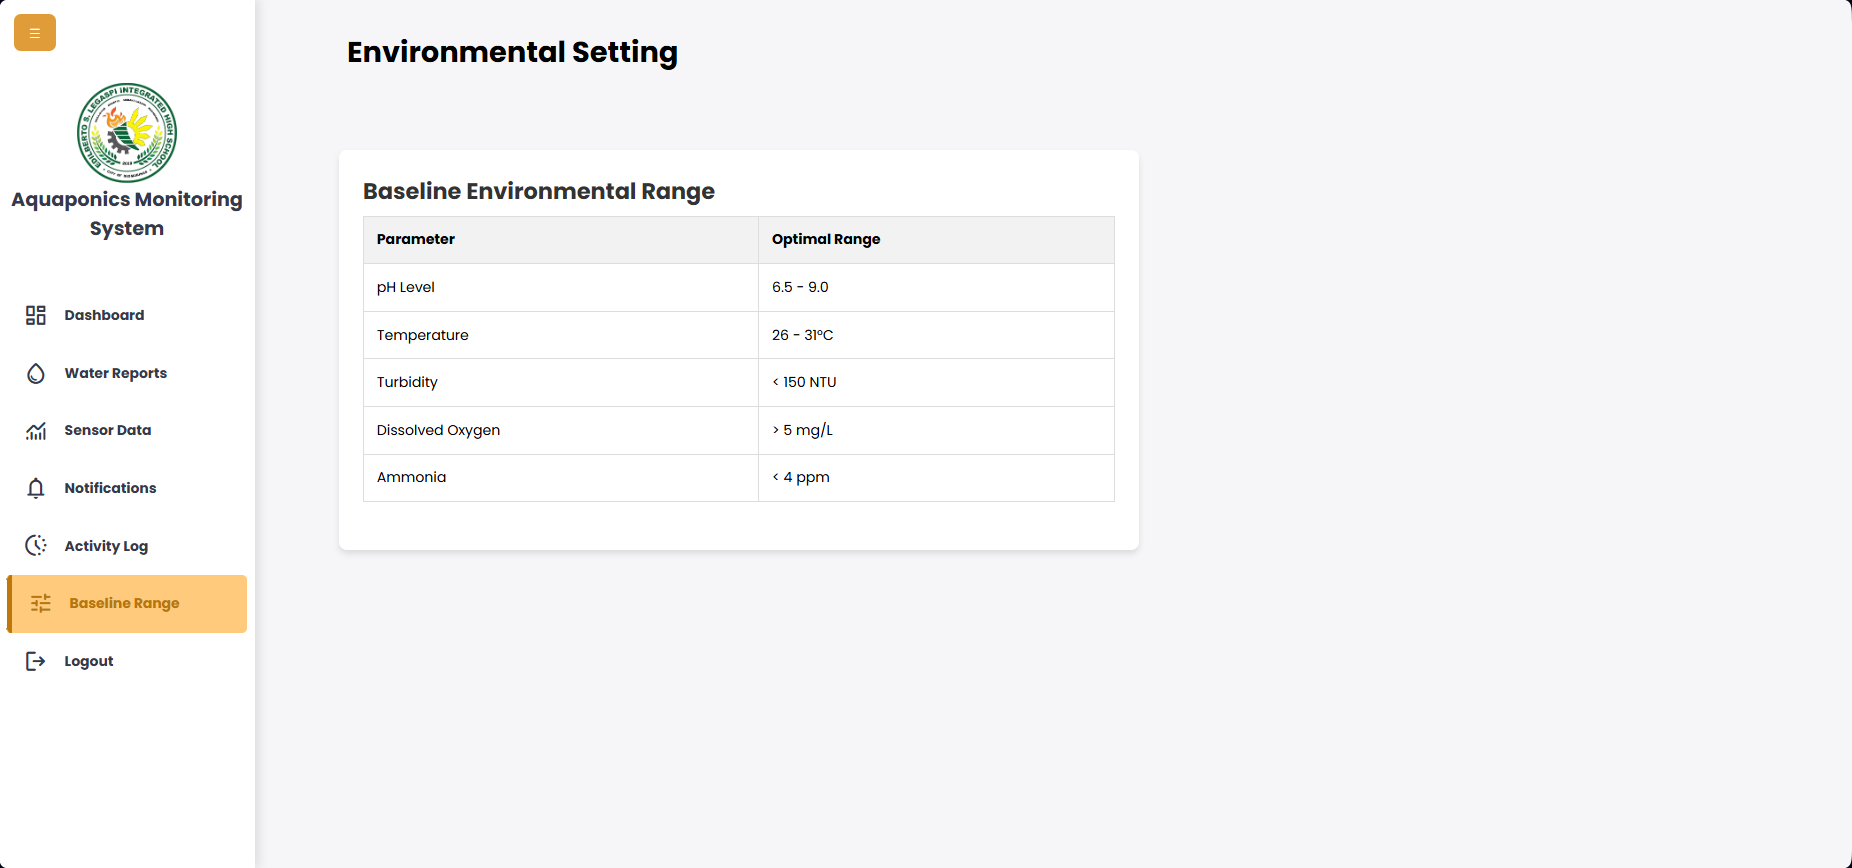 ☰
Environmental Setting
EDILBERTO S. LEGASPI INTEGRATED HIGH SCHOOL
Aquaponics Monitoring
System
Dashboard
Water Reports
Sensor Data
Notifications
Activity Log
Baseline Range
Logout
Baseline Environmental Range
Parameter Optimal Range
pH Level 6.5 - 9.0
Temperature 26 - 31°C
Turbidity < 150 NTU
Dissolved Oxygen > 5 mg/L
Ammonia < 4 ppm